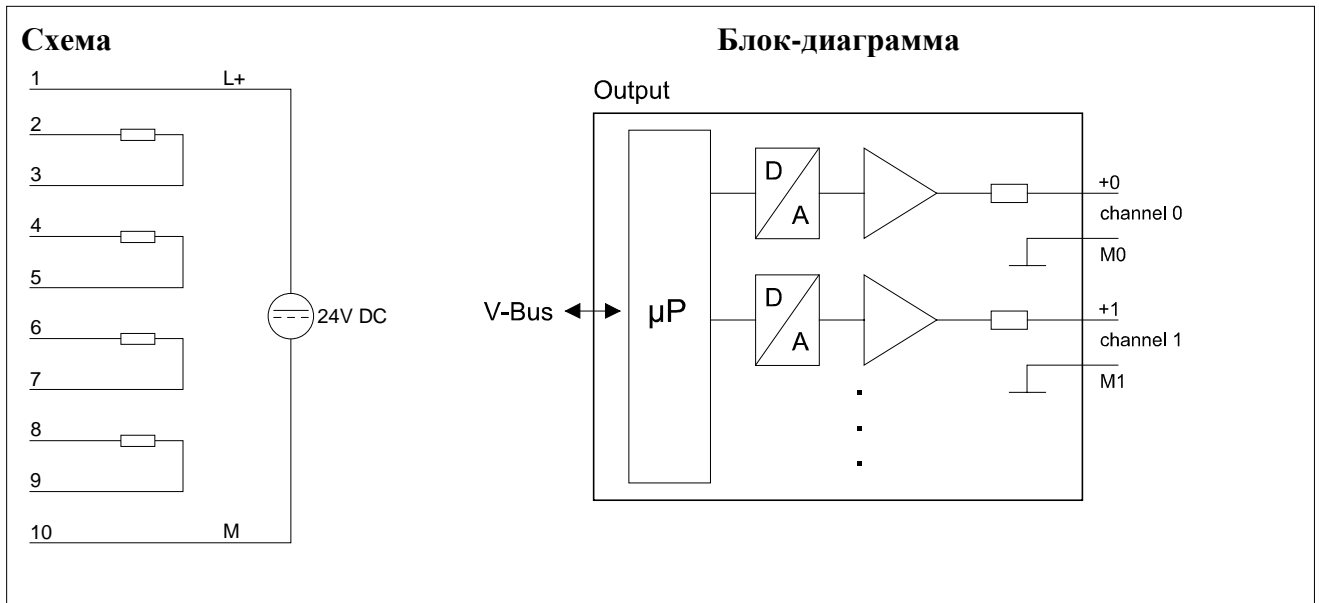 Схема
1 L+
2
3
4
5
6
7
8
9
10 M
24V DC
Блок-диаграмма
Output
V-Bus
µP
D
A
+0
channel 0
M0
D
A
+1
channel 1
M1